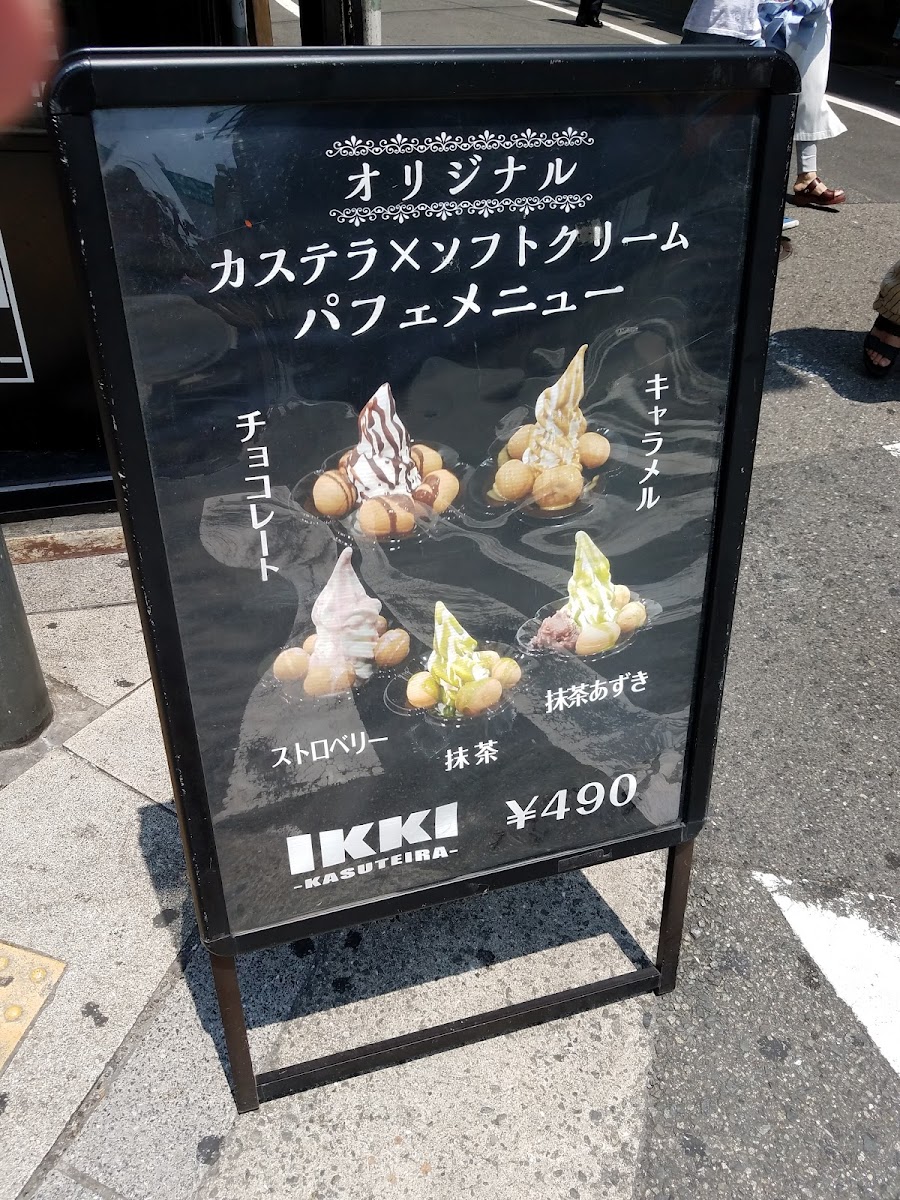 オリジナル
カステラ×ソフトクリーム
パフェメニュー
チョコレート
キャラメル
ストロベリー
抹茶
抹茶あずき
IKKI
-KASUTEIRA-
¥490